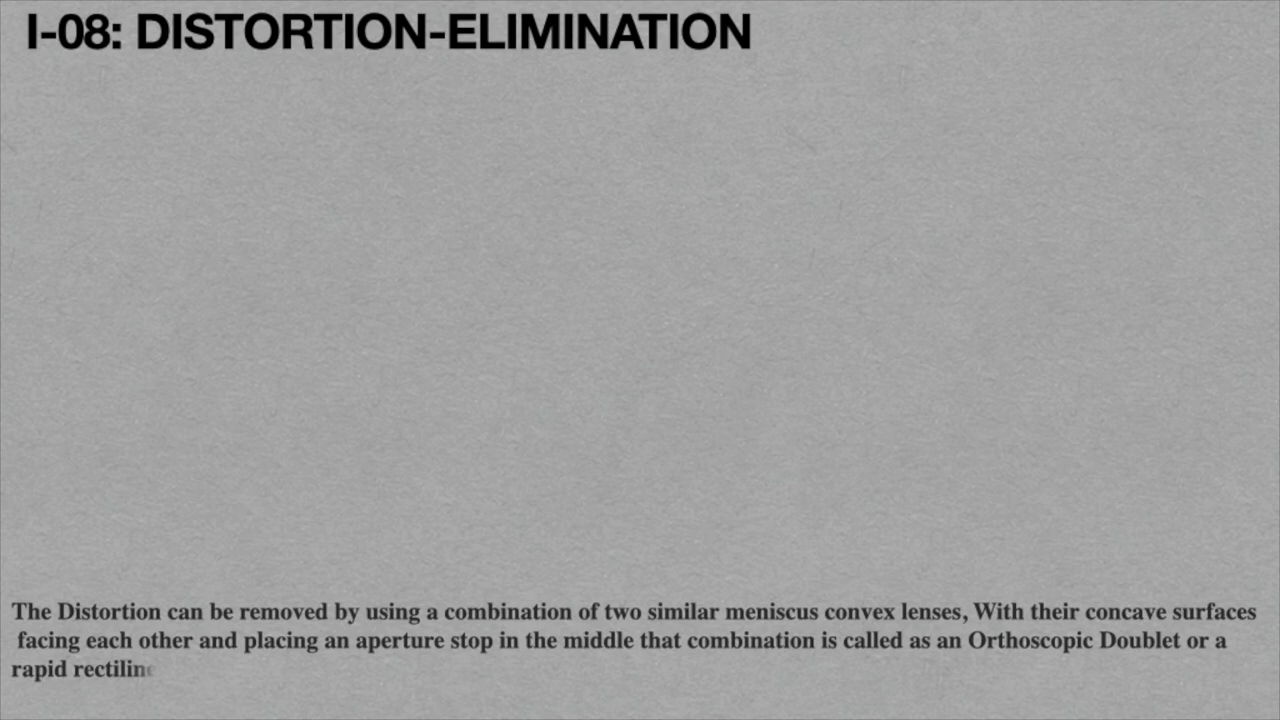 I-08: DISTORTION-ELIMINATION
The Distortion can be removed by using a combination of two similar meniscus convex lenses, With their concave surfaces
facing each other and placing an aperture stop in the middle that combination is called as an Orthoscopic Doublet or a
rapid rectiline